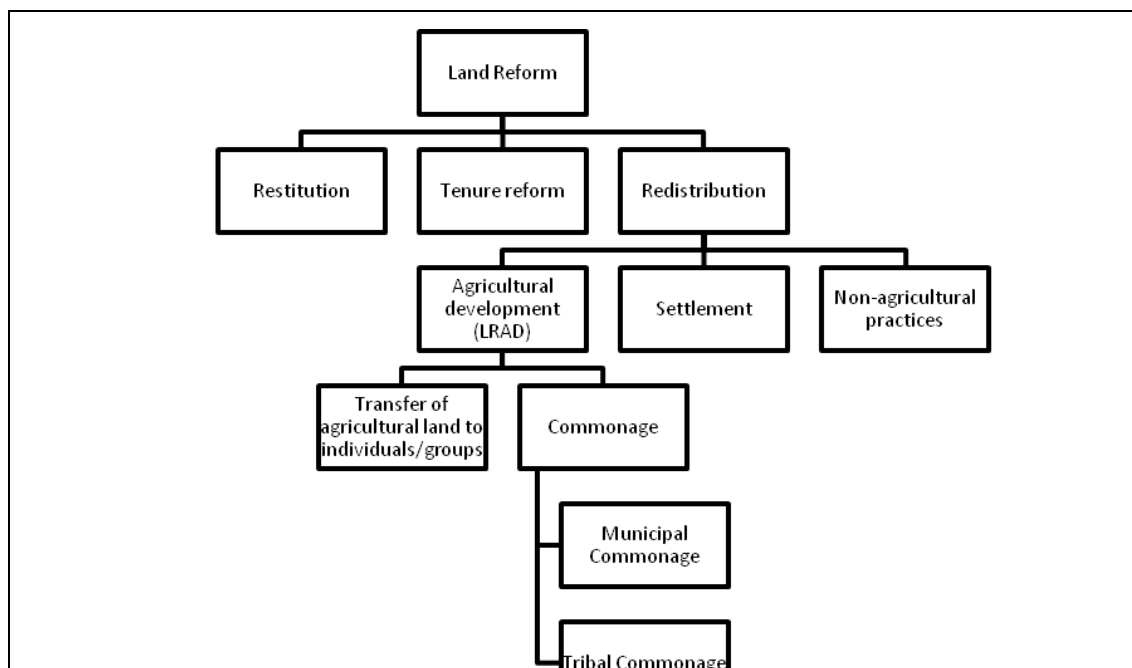 Land Reform
Restitution
Tenure reform
Redistribution
Agricultural
development
(LRAD)
Settlement
Non-agricultural
practices
Transfer of
agricultural land to
individuals/groups
Commonage
Municipal
Commonage
Tribal Commonage